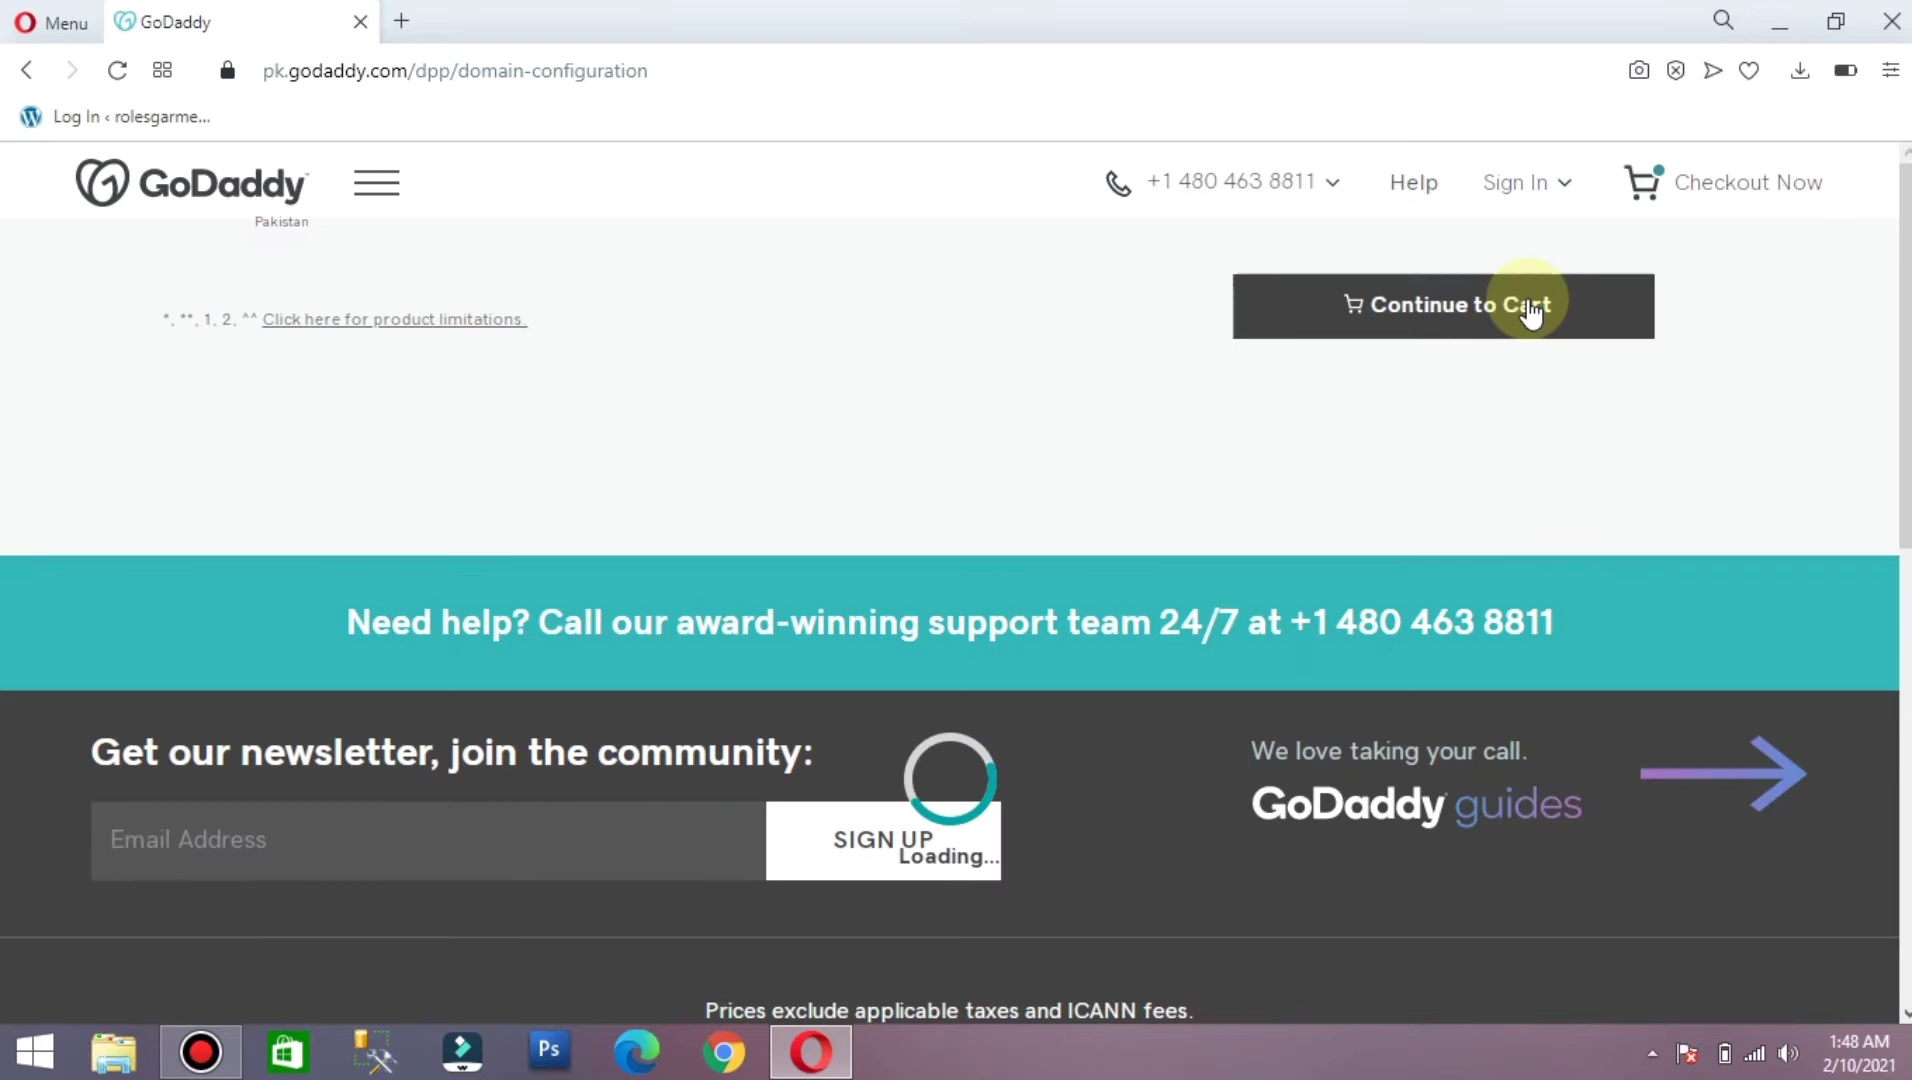 Menu
GoDaddy
pk.godaddy.com/dpp/domain-configuration
Log In ‹ rolesgarme...
GoDaddy
Pakistan
+1 480 463 8811
Help
Sign In
Checkout Now
Continue to Cart
*, **, 1, 2, ^^ Click here for product limitations.
Need help? Call our award-winning support team 24/7 at +1 480 463 8811
Get our newsletter, join the community:
Email Address
SIGN UP
Loading...
We love taking your call.
GoDaddy guides
Prices exclude applicable taxes and ICANN fees.
Ps
1:48 AM
2/10/2021